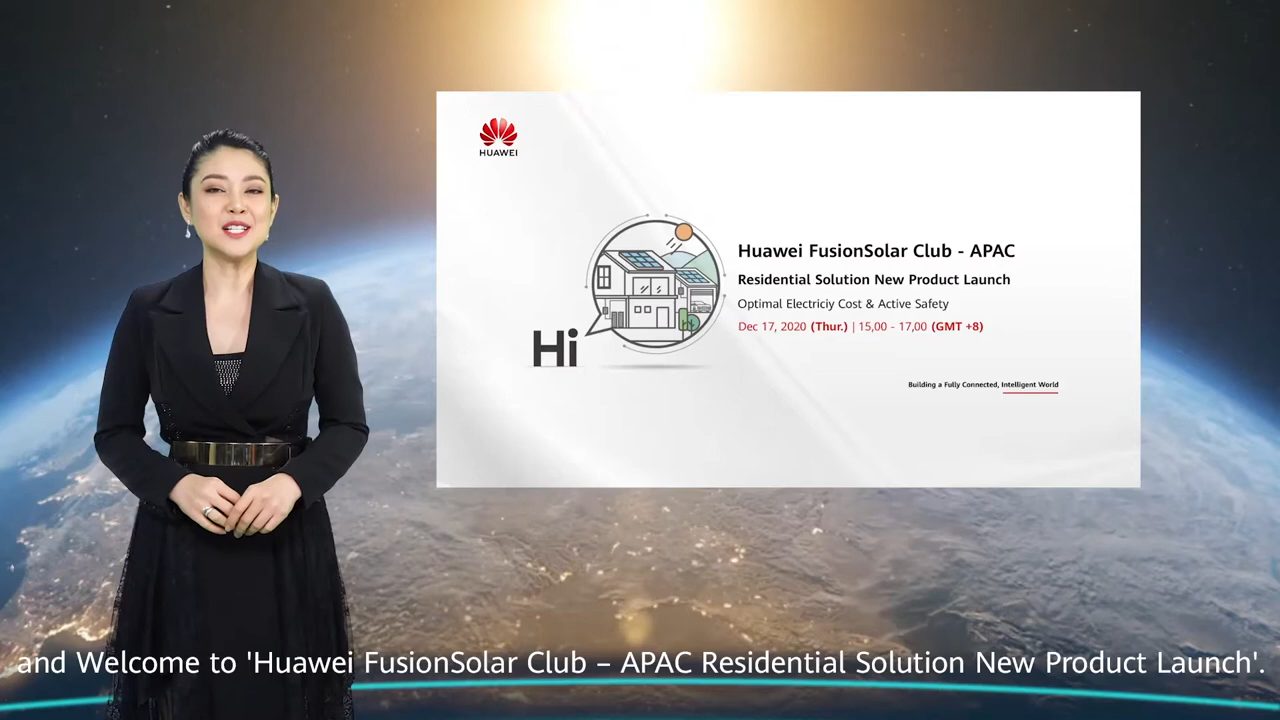 HUAWEI
Hi
Huawei FusionSolar Club - APAC
Residential Solution New Product Launch
Optimal Electriciy Cost & Active Safety
Dec 17, 2020 (Thur.) | 15,00 - 17,00 (GMT +8)
Building a Fully Connected, Intelligent World
and Welcome to 'Huawei FusionSolar Club – APAC Residential Solution New Product Launch'.